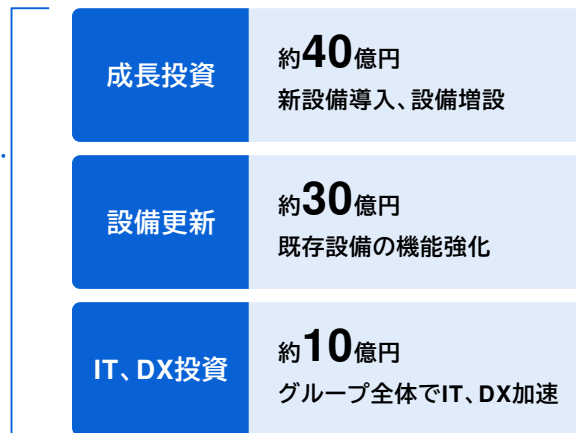 成長投資
約40億円
新設備導入、設備増設
設備更新
約30億円
既存設備の機能強化
IT、DX投資
約10億円
グループ全体でIT、DX加速